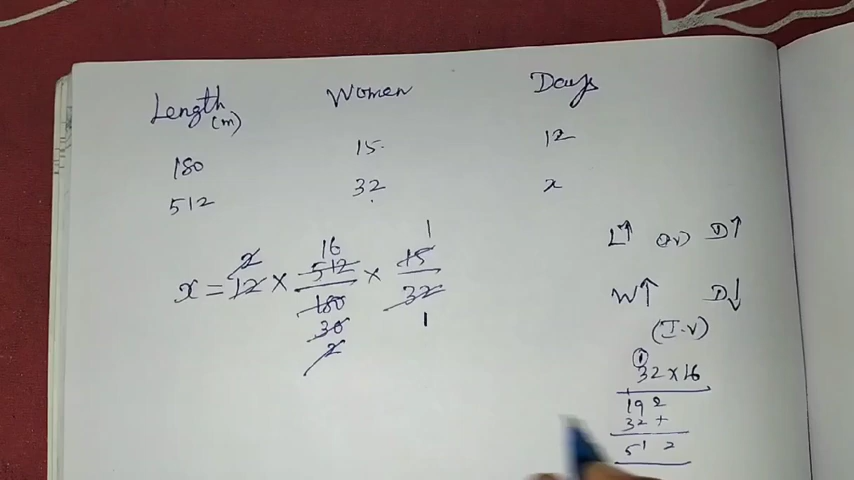 Length Women Days
(m)
180 15 12
512 32 x
L↑ (D.V) D↑
x = 12 × 512/180 × 15/32
2 16 1
30 1
2
W↑ D↓
(I.V)
1
32 × 16
192
32+
512